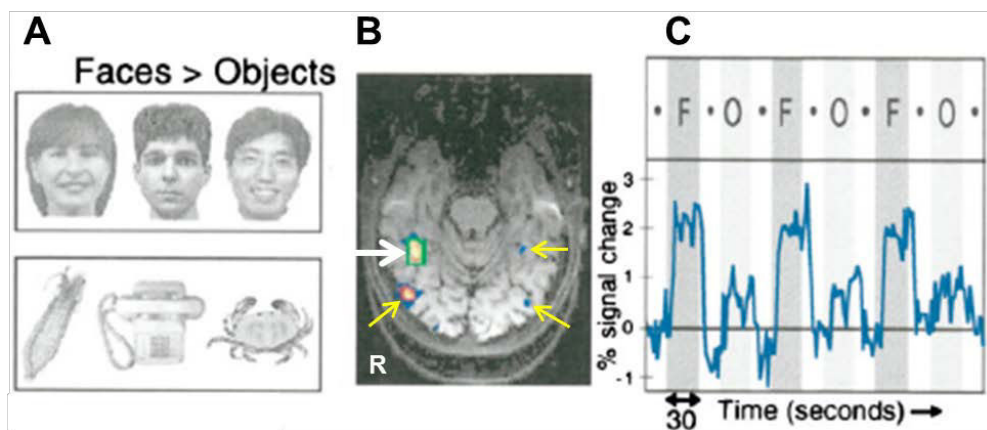 A
Faces > Objects
B
R
C
· F · O · F · O · F · O ·
% signal change
3
2
1
0
-1
30
Time (seconds) →